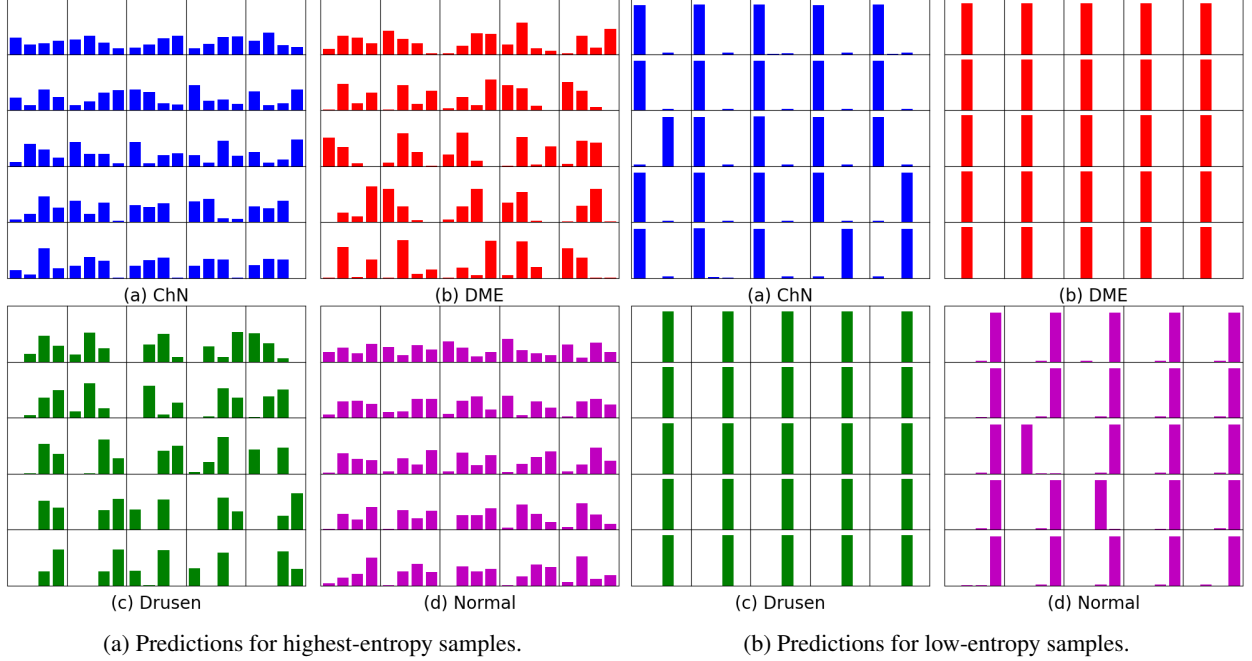 (a) ChN
(b) DME
(a) ChN
(b) DME
(c) Drusen
(d) Normal
(c) Drusen
(d) Normal
(a) Predictions for highest-entropy samples.
(b) Predictions for low-entropy samples.